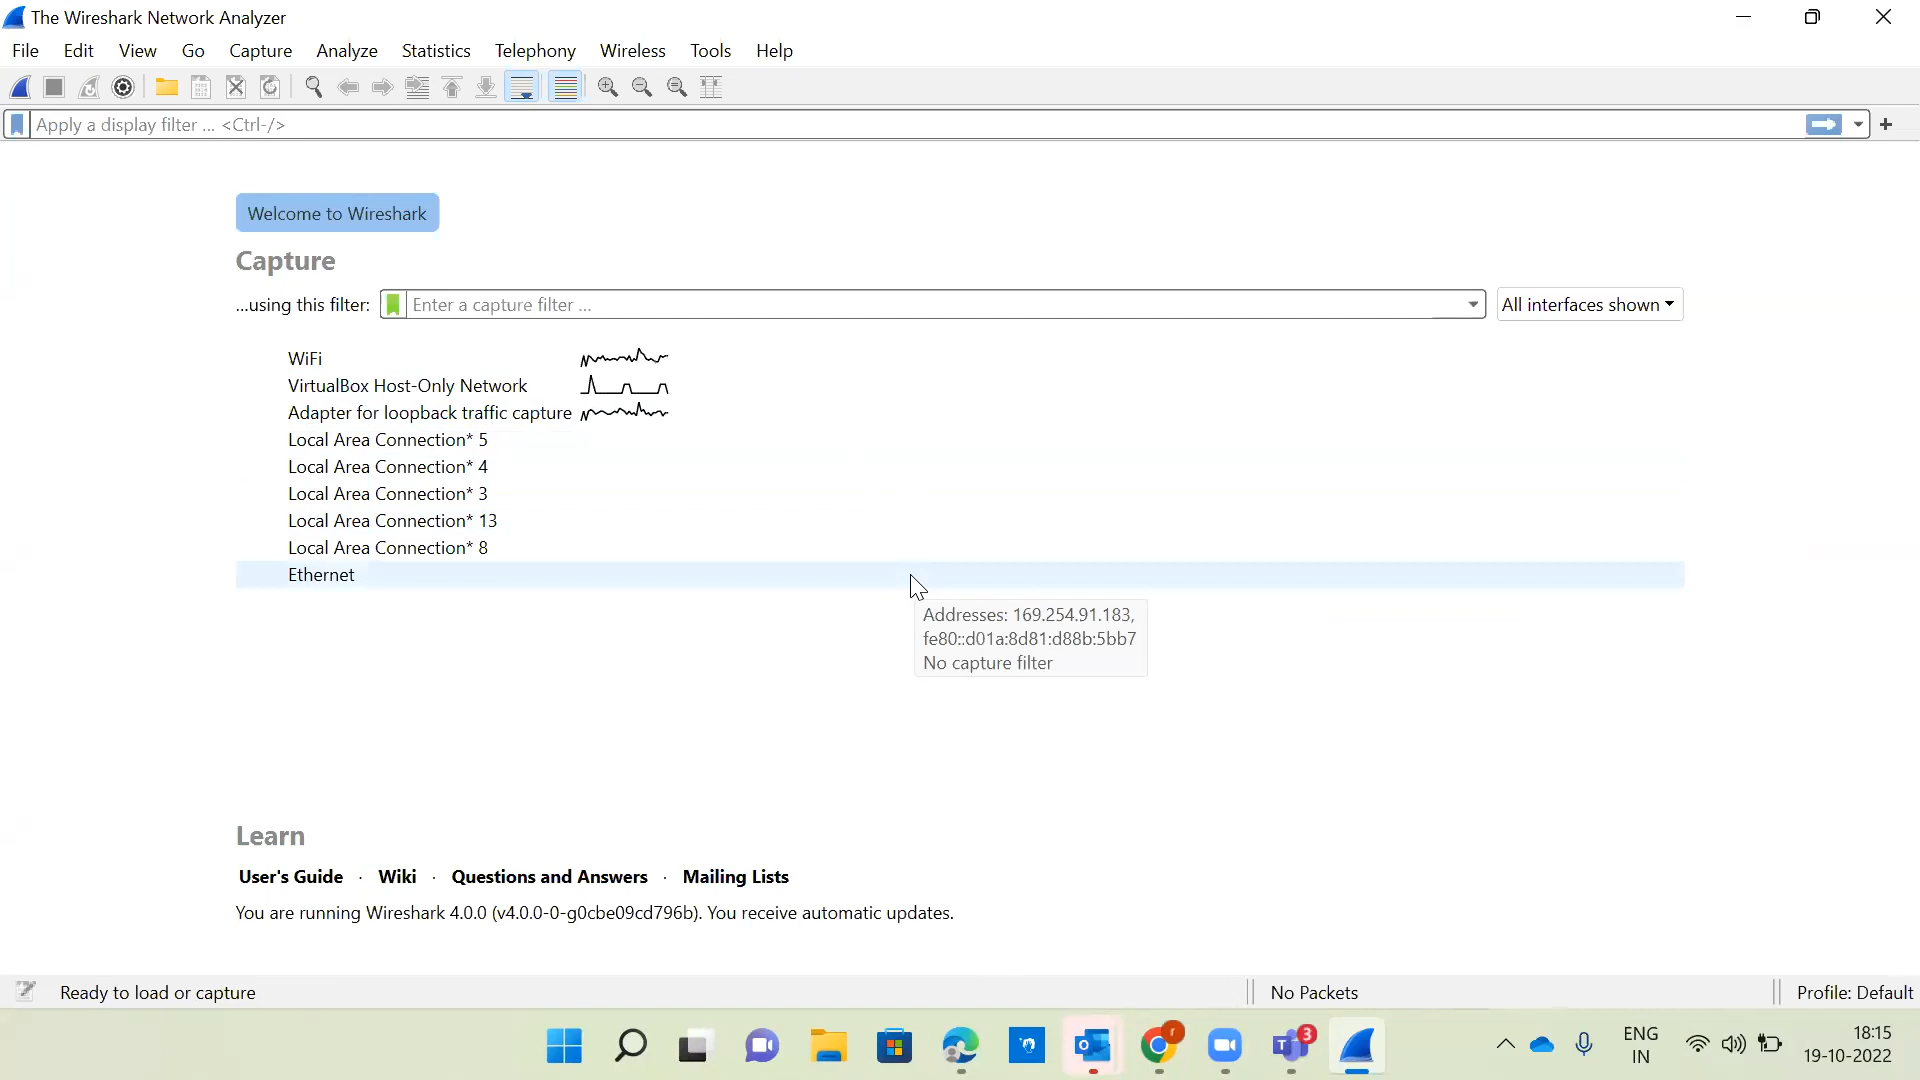 The Wireshark Network Analyzer
File Edit View Go Capture Analyze Statistics Telephony Wireless Tools Help
Apply a display filter ... <Ctrl-/>
Welcome to Wireshark
Capture
...using this filter: Enter a capture filter ... All interfaces shown
WiFi
VirtualBox Host-Only Network
Adapter for loopback traffic capture
Local Area Connection* 5
Local Area Connection* 4
Local Area Connection* 3
Local Area Connection* 13
Local Area Connection* 8
Ethernet
Addresses: 169.254.91.183,
fe80::d01a:8d81:d88b:5bb7
No capture filter
Learn
User's Guide · Wiki · Questions and Answers · Mailing Lists
You are running Wireshark 4.0.0 (v4.0.0-0-g0cbe09cd796b). You receive automatic updates.
Ready to load or capture No Packets Profile: Default
r 3
ENG 18:15
IN 19-10-2022